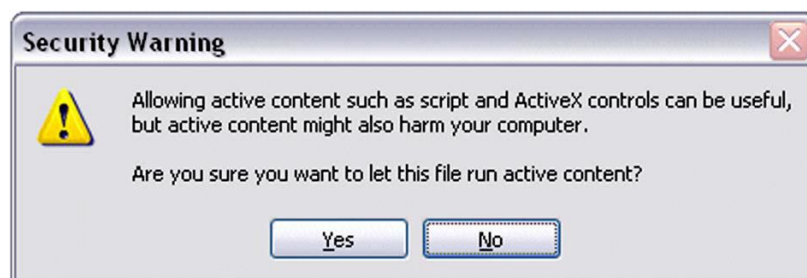 Security Warning
Allowing active content such as script and ActiveX controls can be useful,
but active content might also harm your computer.
Are you sure you want to let this file run active content?
Yes
No